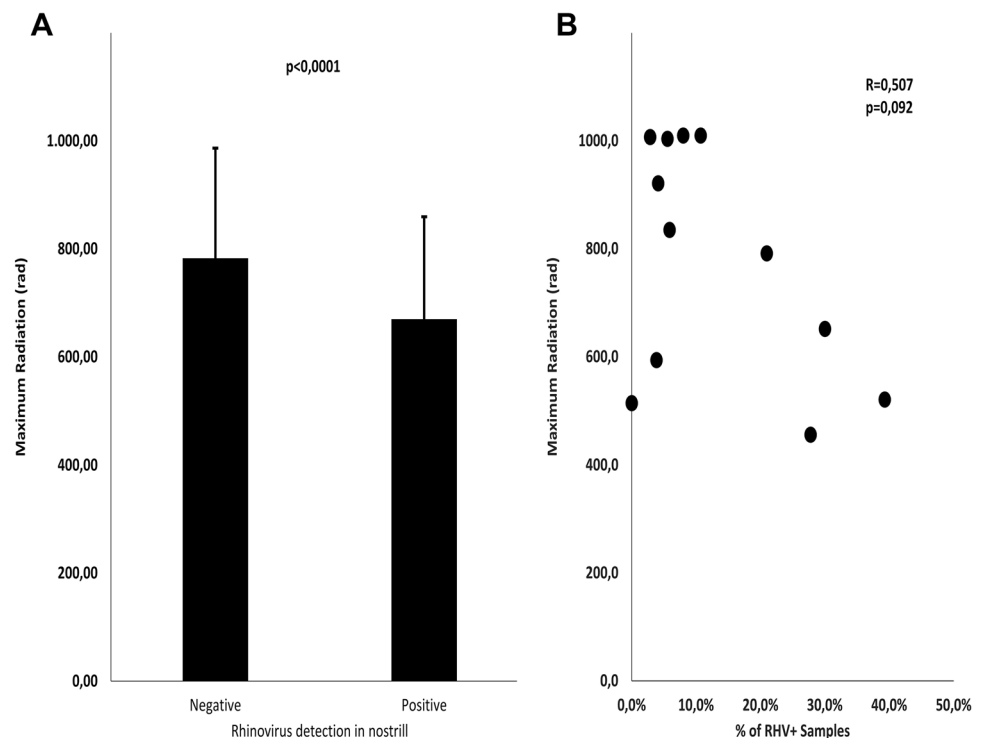 A
p<0,0001
1.000,00
800,00
600,00
400,00
200,00
0,00
Maximum Radiation (rad)
Negative
Positive
Rhinovirus detection in nostrill
B
R=0,507
p=0,092
1000,0
800,0
600,0
400,0
200,0
0,0
Maximum Radiation (rad)
0,0%
10,0%
20,0%
30,0%
40,0%
50,0%
% of RHV+ Samples